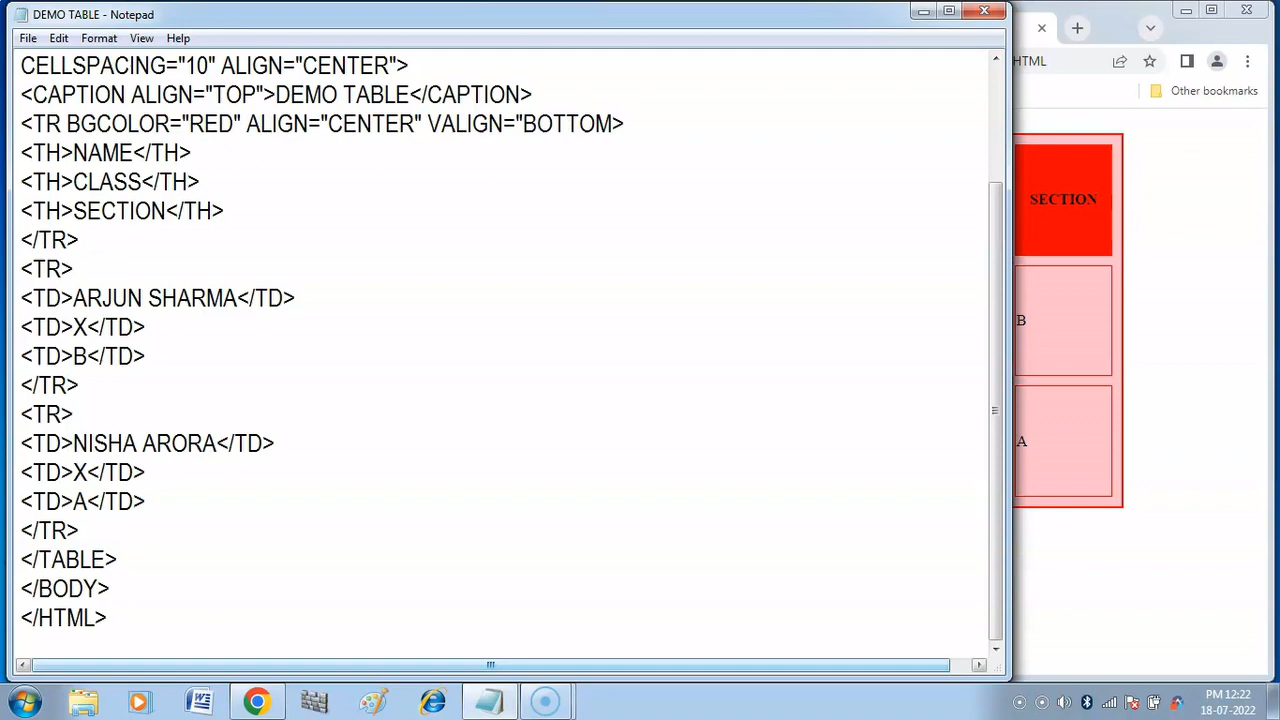 DEMO TABLE - Notepad
File Edit Format View Help
CELLSPACING="10" ALIGN="CENTER">
<CAPTION ALIGN="TOP">DEMO TABLE</CAPTION>
<TR BGCOLOR="RED" ALIGN="CENTER" VALIGN="BOTTOM>
<TH>NAME</TH>
<TH>CLASS</TH>
<TH>SECTION</TH>
</TR>
<TR>
<TD>ARJUN SHARMA</TD>
<TD>X</TD>
<TD>B</TD>
</TR>
<TR>
<TD>NISHA ARORA</TD>
<TD>X</TD>
<TD>A</TD>
</TR>
</TABLE>
</BODY>
</HTML>
HTML
Other bookmarks
SECTION
B
A
PM 12:22
18-07-2022